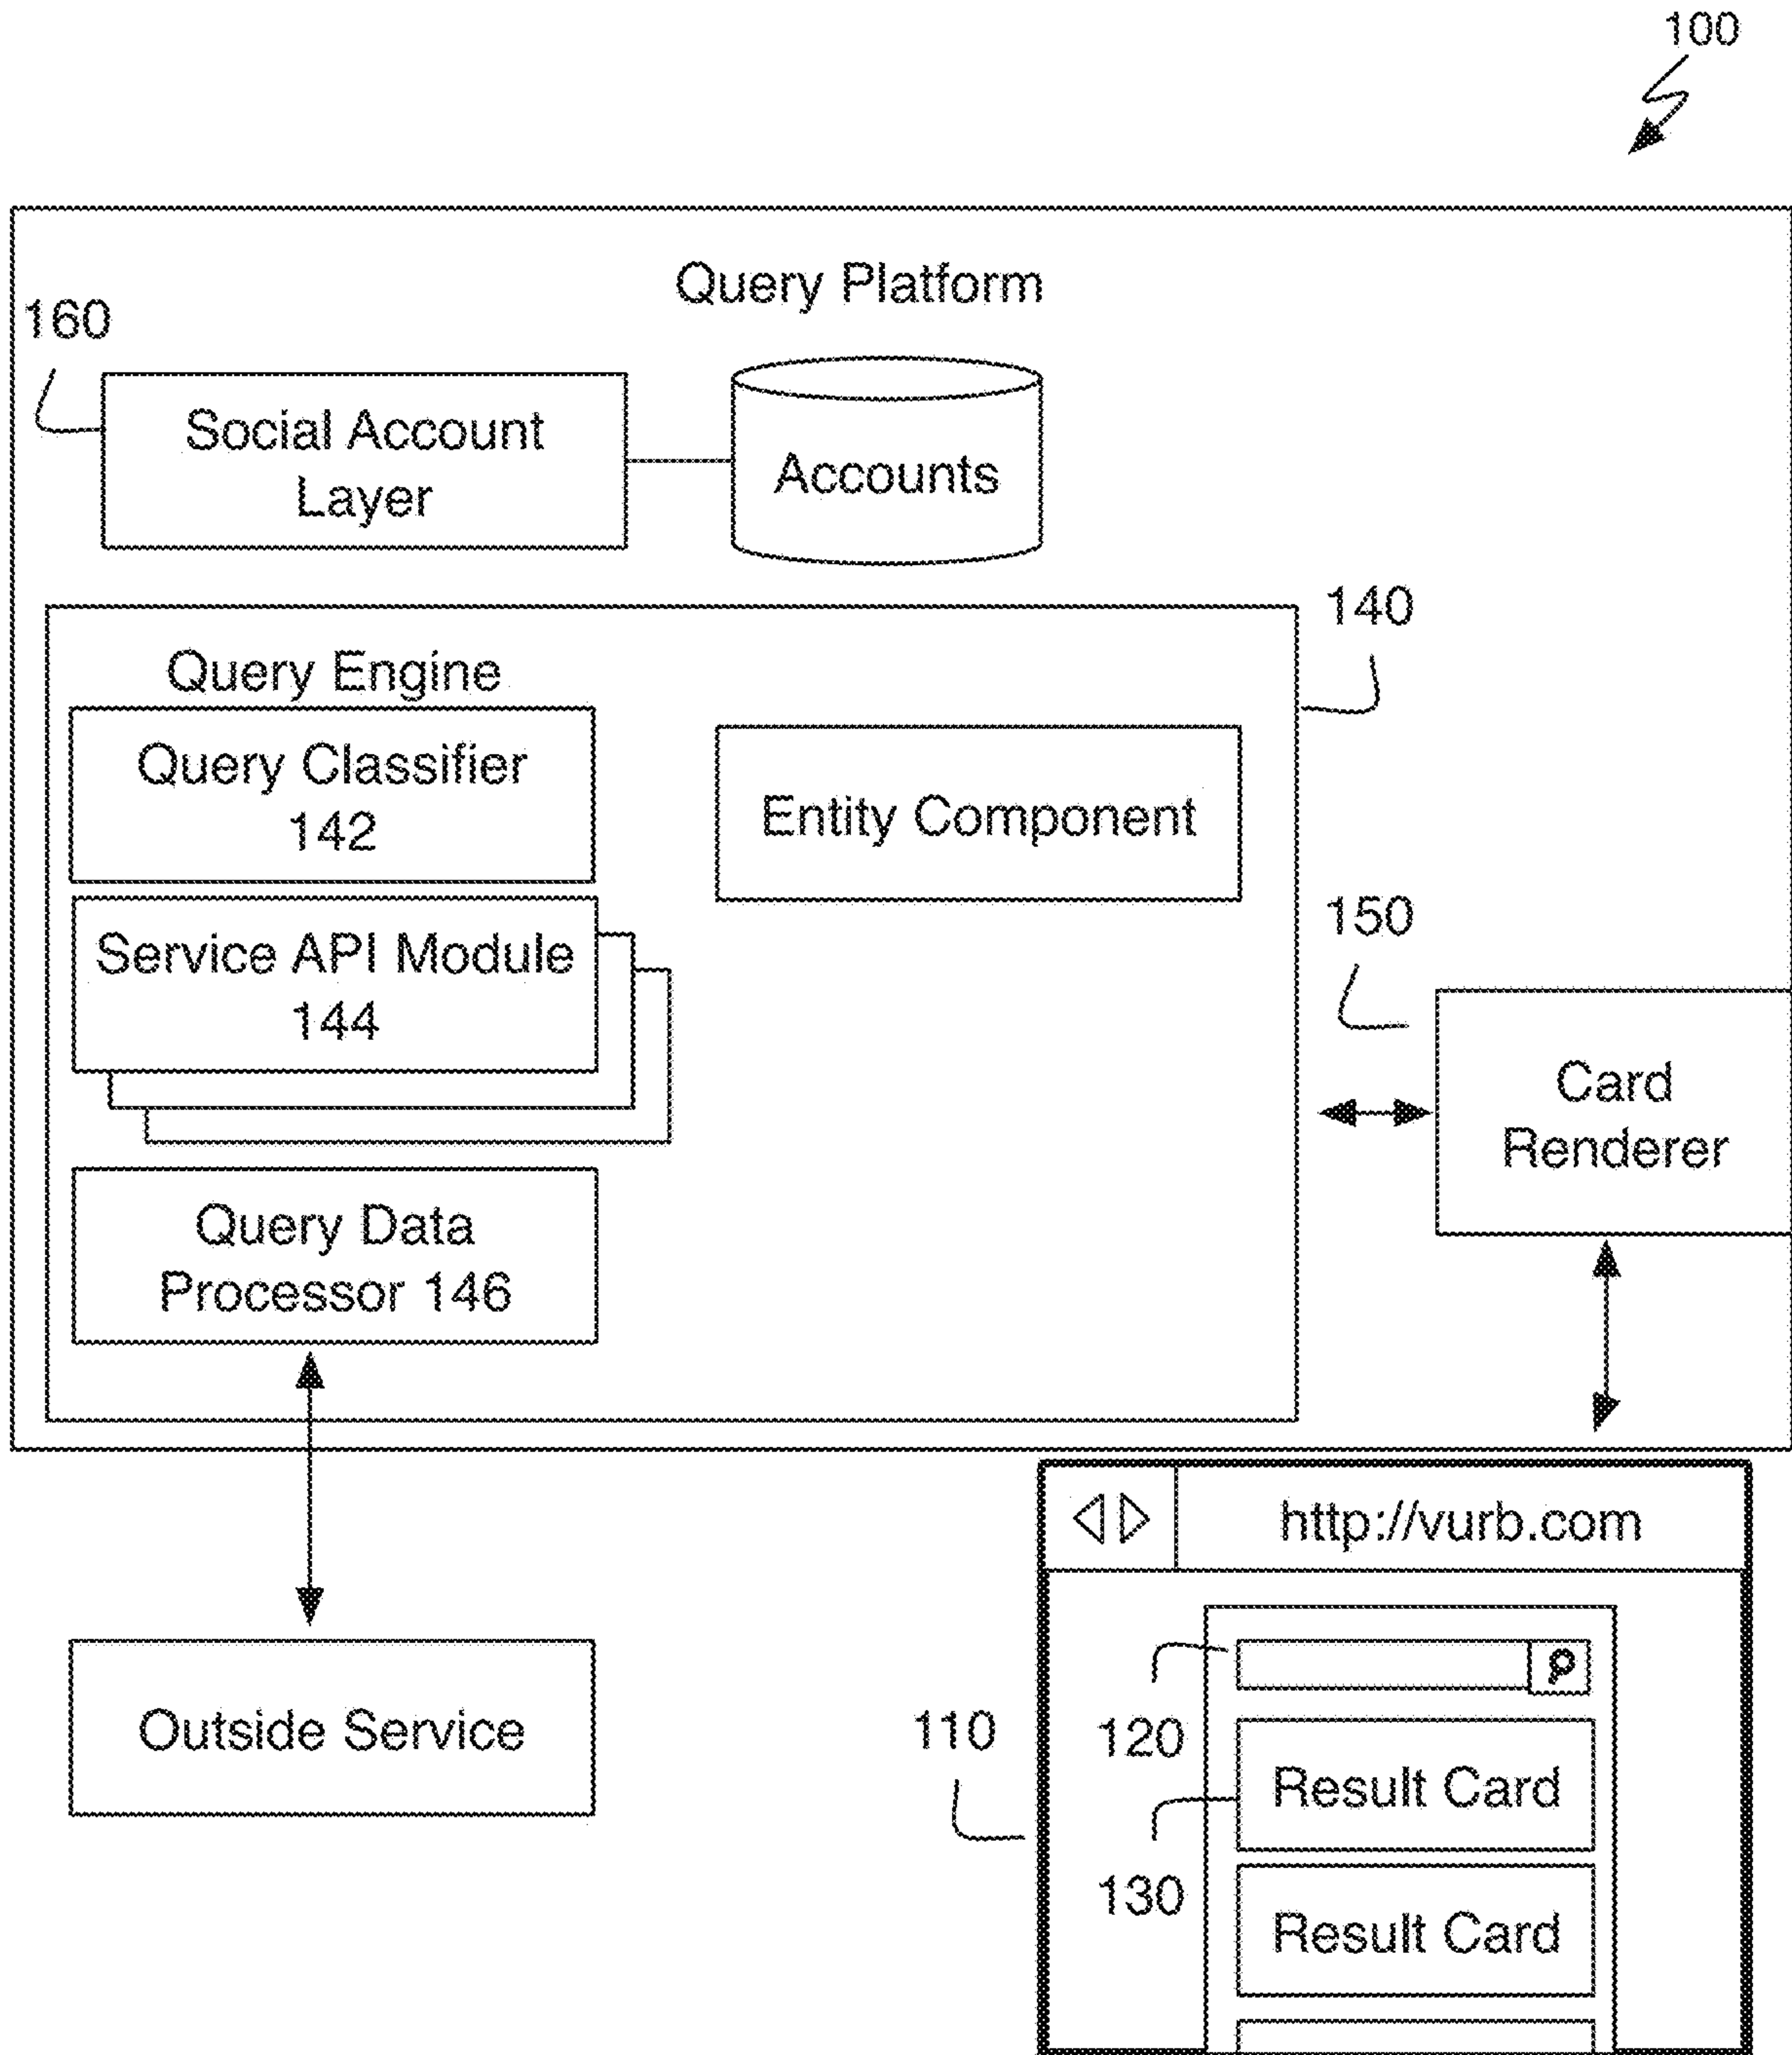 100
Query Platform
160
Social Account
Layer
Accounts
140
Query Engine
Query Classifier
142
Entity Component
150
Service API Module
144
Card
Renderer
Query Data
Processor 146
http://vurb.com
Outside Service
110
120
Result Card
130
Result Card